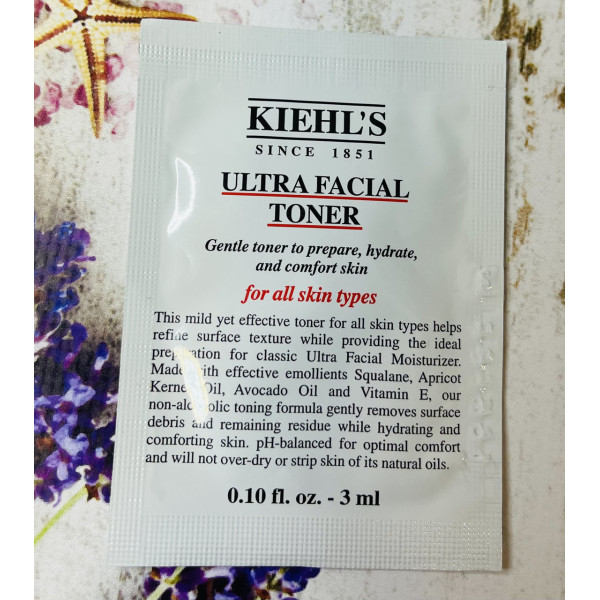 KIEHL'S
SINCE 1851
ULTRA FACIAL
TONER
Gentle toner to prepare, hydrate,
and comfort skin
for all skin types
This mild yet effective toner for all skin types helps
refine surface texture while providing the ideal
preparation for classic Ultra Facial Moisturizer.
Made with effective emollients Squalane, Apricot
Kernel Oil, Avocado Oil and Vitamin E, our
non-alcoholic toning formula gently removes surface
debris and remaining residue while hydrating and
comforting skin. pH-balanced for optimal comfort
and will not over-dry or strip skin of its natural oils.
0.10 fl. oz. - 3 ml